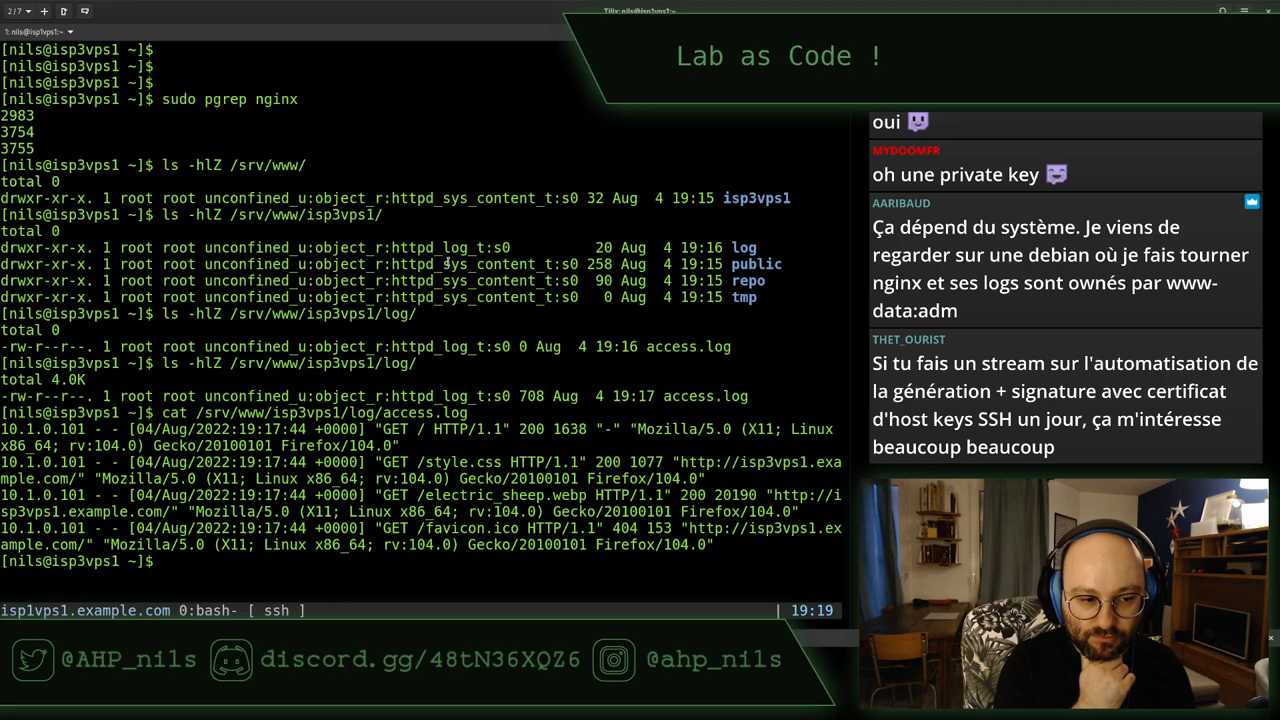 2/7
Tilix: nils@isp1vps1:~
1: nils@isp1vps1:~
[nils@isp3vps1 ~]$
[nils@isp3vps1 ~]$
[nils@isp3vps1 ~]$
[nils@isp3vps1 ~]$ sudo pgrep nginx
2983
3754
3755
[nils@isp3vps1 ~]$ ls -hlZ /srv/www/
total 0
drwxr-xr-x. 1 root root unconfined_u:object_r:httpd_sys_content_t:s0 32 Aug  4 19:15 isp3vps1
[nils@isp3vps1 ~]$ ls -hlZ /srv/www/isp3vps1/
total 0
drwxr-xr-x. 1 root root unconfined_u:object_r:httpd_log_t:s0          20 Aug  4 19:16 log
drwxr-xr-x. 1 root root unconfined_u:object_r:httpd_sys_content_t:s0 258 Aug  4 19:15 public
drwxr-xr-x. 1 root root unconfined_u:object_r:httpd_sys_content_t:s0  90 Aug  4 19:15 repo
drwxr-xr-x. 1 root root unconfined_u:object_r:httpd_sys_content_t:s0   0 Aug  4 19:15 tmp
[nils@isp3vps1 ~]$ ls -hlZ /srv/www/isp3vps1/log/
total 0
-rw-r--r--. 1 root root unconfined_u:object_r:httpd_log_t:s0 0 Aug  4 19:16 access.log
[nils@isp3vps1 ~]$ ls -hlZ /srv/www/isp3vps1/log/
total 4.0K
-rw-r--r--. 1 root root unconfined_u:object_r:httpd_log_t:s0 708 Aug  4 19:17 access.log
[nils@isp3vps1 ~]$ cat /srv/www/isp3vps1/log/access.log
10.1.0.101 - - [04/Aug/2022:19:17:44 +0000] "GET / HTTP/1.1" 200 1638 "-" "Mozilla/5.0 (X11; Linux
x86_64; rv:104.0) Gecko/20100101 Firefox/104.0"
10.1.0.101 - - [04/Aug/2022:19:17:44 +0000] "GET /style.css HTTP/1.1" 200 1077 "http://isp3vps1.exa
mple.com/" "Mozilla/5.0 (X11; Linux x86_64; rv:104.0) Gecko/20100101 Firefox/104.0"
10.1.0.101 - - [04/Aug/2022:19:17:44 +0000] "GET /electric_sheep.webp HTTP/1.1" 200 20190 "http://i
sp3vps1.example.com/" "Mozilla/5.0 (X11; Linux x86_64; rv:104.0) Gecko/20100101 Firefox/104.0"
10.1.0.101 - - [04/Aug/2022:19:17:44 +0000] "GET /favicon.ico HTTP/1.1" 404 153 "http://isp3vps1.ex
ample.com/" "Mozilla/5.0 (X11; Linux x86_64; rv:104.0) Gecko/20100101 Firefox/104.0"
[nils@isp3vps1 ~]$
isp1vps1.example.com 0:bash- [ ssh ] | 19:19
Lab as Code !
oui
MYDOOMFR
oh une private key
AARIBAUD
Ça dépend du système. Je viens de
regarder sur une debian où je fais tourner
nginx et ses logs sont ownés par www-
data:adm
THET_OURIST
Si tu fais un stream sur l'automatisation de
la génération + signature avec certificat
d'host keys SSH un jour, ça m'intéresse
beaucoup beaucoup
@AHP_nils discord.gg/48tN36XQZ6 @ahp_nils